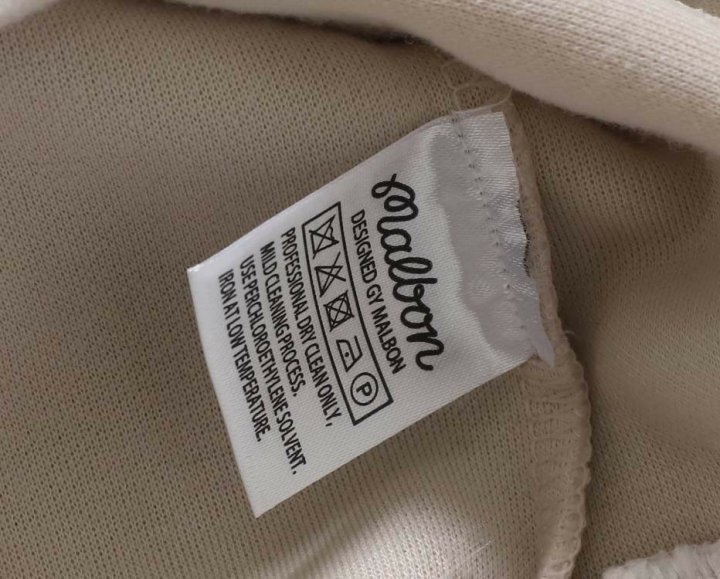 malbon
DESIGNED GY MALBON
P
PROFESSIONAL DRY CLEAN ONLY,
MILD CLEANING PROCESS.
USE PERCHLOROETHYLENE SOLVENT.
IRON AT LOW TEMPERATURE.